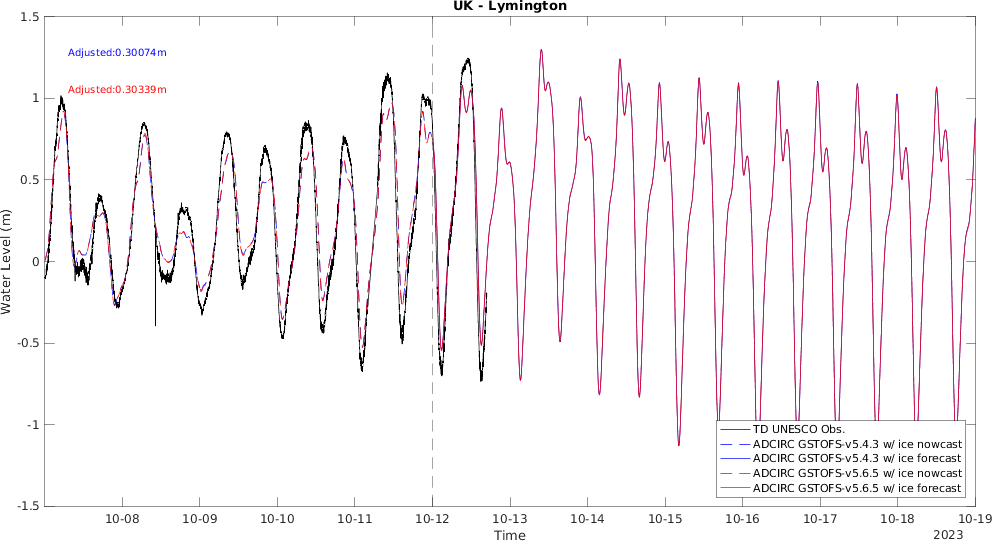 UK - Lymington
Adjusted:0.30074m
Adjusted:0.30339m
Water Level (m)
1.5
1
0.5
0
-0.5
-1
-1.5
TD UNESCO Obs.
ADCIRC GSTOFS-v5.4.3 w/ ice nowcast
ADCIRC GSTOFS-v5.4.3 w/ ice forecast
ADCIRC GSTOFS-v5.6.5 w/ ice nowcast
ADCIRC GSTOFS-v5.6.5 w/ ice forecast
10-08 10-09 10-10 10-11 10-12 10-13 10-14 10-15 10-16 10-17 10-18 10-19
Time
2023